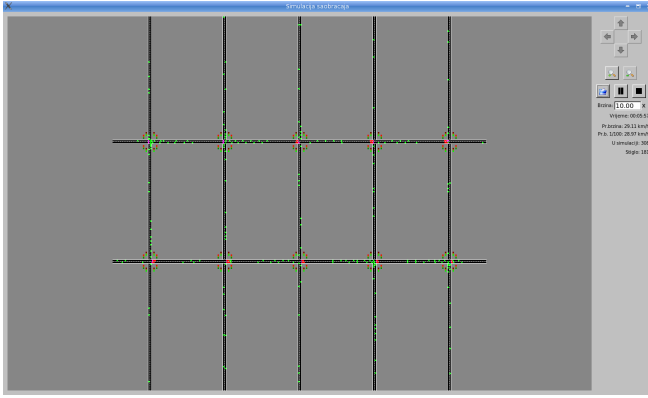 Simulacija saobracaja
Brzina: 10.00 X
Vrijeme: 00:05:5
Pr.brzina: 29.11 km/
Pr.b. 1/100: 28.97 km/
U simulaciji: 30
Stiglo: 18